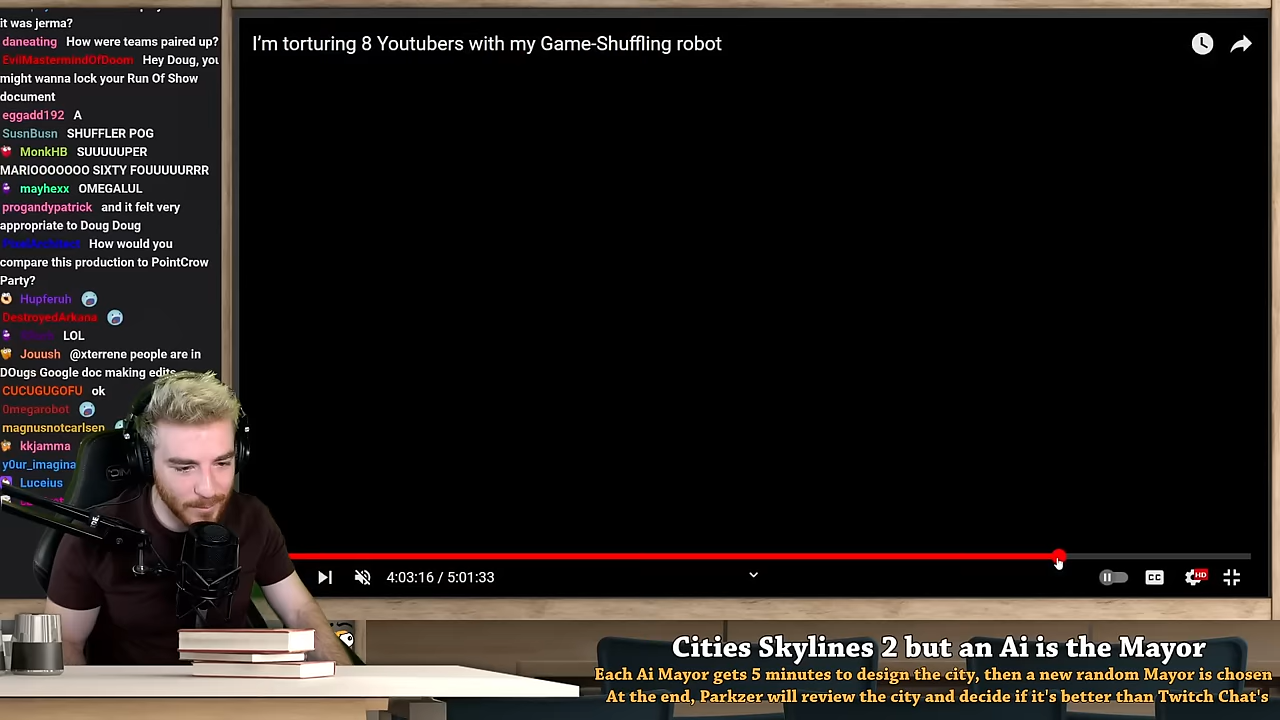 it was jerma?
daneating How were teams paired up?
EvilMastermindOfDoom Hey Doug, you
might wanna lock your Run Of Show
document
eggadd192 A
SusnBusn SHUFFLER POG
MonkHB SUUUUUPER
MARIOOOOOOO SIXTY FOUUUUURRR
mayhexx OMEGALUL
progandypatrick and it felt very
appropriate to Doug Doug
How would you
compare this production to PointCrow
Party?
Hupferuh
DestroyedArkana
LOL
Jouush @xterrene people are in
DOugs Google doc making edits
CUCUGUGOFU ok
0megarobot
magnusnotcarlsen
kkjamma
y0ur_imagina
Luceius
I'm torturing 8 Youtubers with my Game-Shuffling robot
4:03:16 / 5:01:33
CC
HD
Cities Skylines 2 but an Ai is the Mayor
Each Ai Mayor gets 5 minutes to design the city, then a new random Mayor is chosen
At the end, Parkzer will review the city and decide if it's better than Twitch Chat's